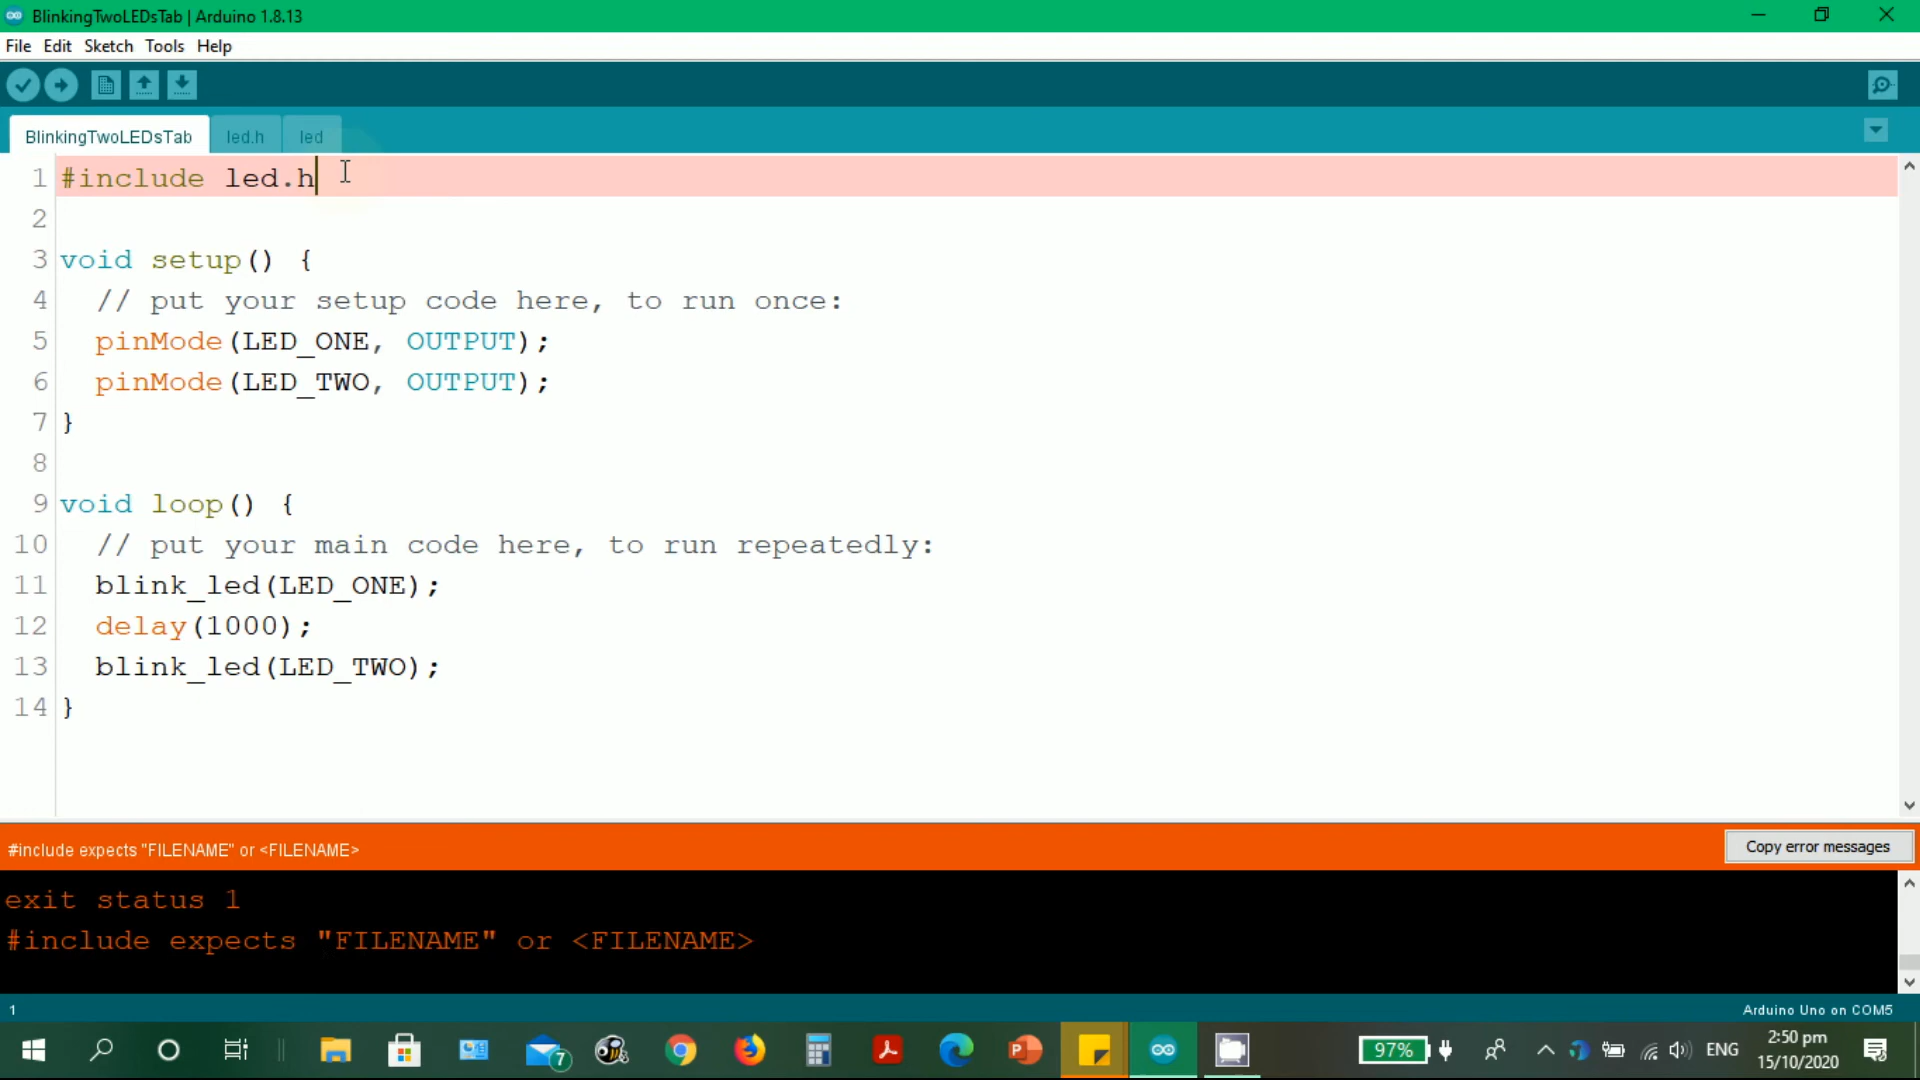 BlinkingTwoLEDsTab | Arduino 1.8.13
File Edit Sketch Tools Help
BlinkingTwoLEDsTab led.h led
1 #include led.h
2
3 void setup() {
4 // put your setup code here, to run once:
5 pinMode(LED_ONE, OUTPUT);
6 pinMode(LED_TWO, OUTPUT);
7 }
8
9 void loop() {
10 // put your main code here, to run repeatedly:
11 blink_led(LED_ONE);
12 delay(1000);
13 blink_led(LED_TWO);
14 }
#include expects "FILENAME" or <FILENAME>
Copy error messages
exit status 1
#include expects "FILENAME" or <FILENAME>
1
Arduino Uno on COM5
7
97%
ENG
2:50 pm
15/10/2020